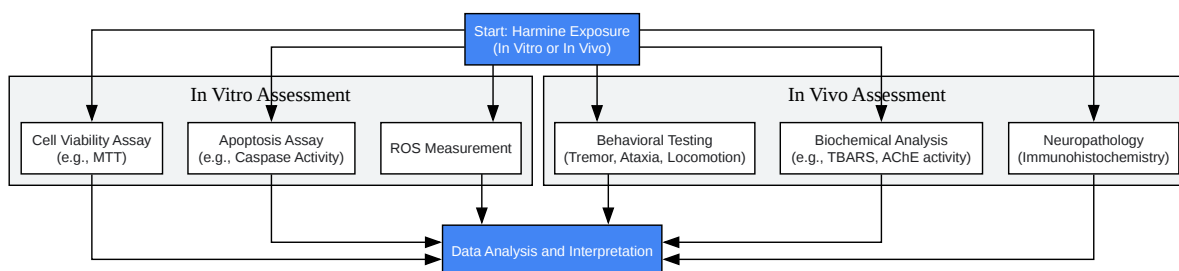 Start: Harmine Exposure
(In Vitro or In Vivo)
In Vitro Assessment
In Vivo Assessment
Cell Viability Assay
(e.g., MTT)
Apoptosis Assay
(e.g., Caspase Activity)
ROS Measurement
Behavioral Testing
(Tremor, Ataxia, Locomotion)
Biochemical Analysis
(e.g., TBARS, AChE activity)
Neuropathology
(Immunohistochemistry)
Data Analysis and Interpretation